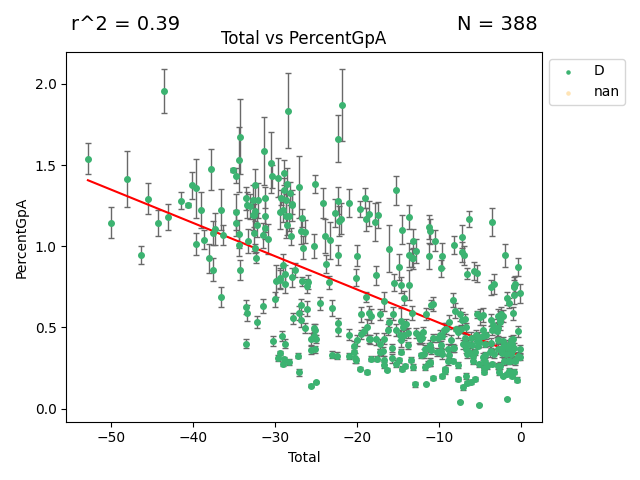 r^2 = 0.39 N = 388
Total vs PercentGpA
D
nan
PercentGpA
2.0
1.5
1.0
0.5
0.0
−50 −40 −30 −20 −10 0
Total